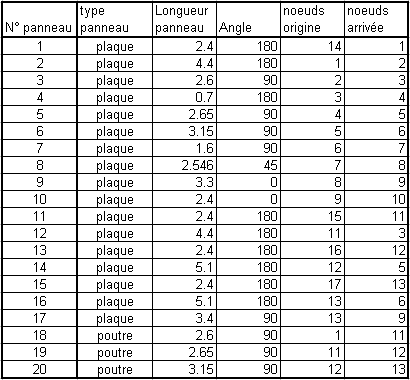 N° panneau type panneau Longueur panneau Angle noeuds origine noeuds arrivée
1 plaque 2.4 180 14 1
2 plaque 4.4 180 1 2
3 plaque 2.6 90 2 3
4 plaque 0.7 180 3 4
5 plaque 2.65 90 4 5
6 plaque 3.15 90 5 6
7 plaque 1.6 90 6 7
8 plaque 2.546 45 7 8
9 plaque 3.3 0 8 9
10 plaque 2.4 0 9 10
11 plaque 2.4 180 15 11
12 plaque 4.4 180 11 3
13 plaque 2.4 180 16 12
14 plaque 5.1 180 12 5
15 plaque 2.4 180 17 13
16 plaque 5.1 180 13 6
17 plaque 3.4 90 13 9
18 poutre 2.6 90 1 11
19 poutre 2.65 90 11 12
20 poutre 3.15 90 12 13